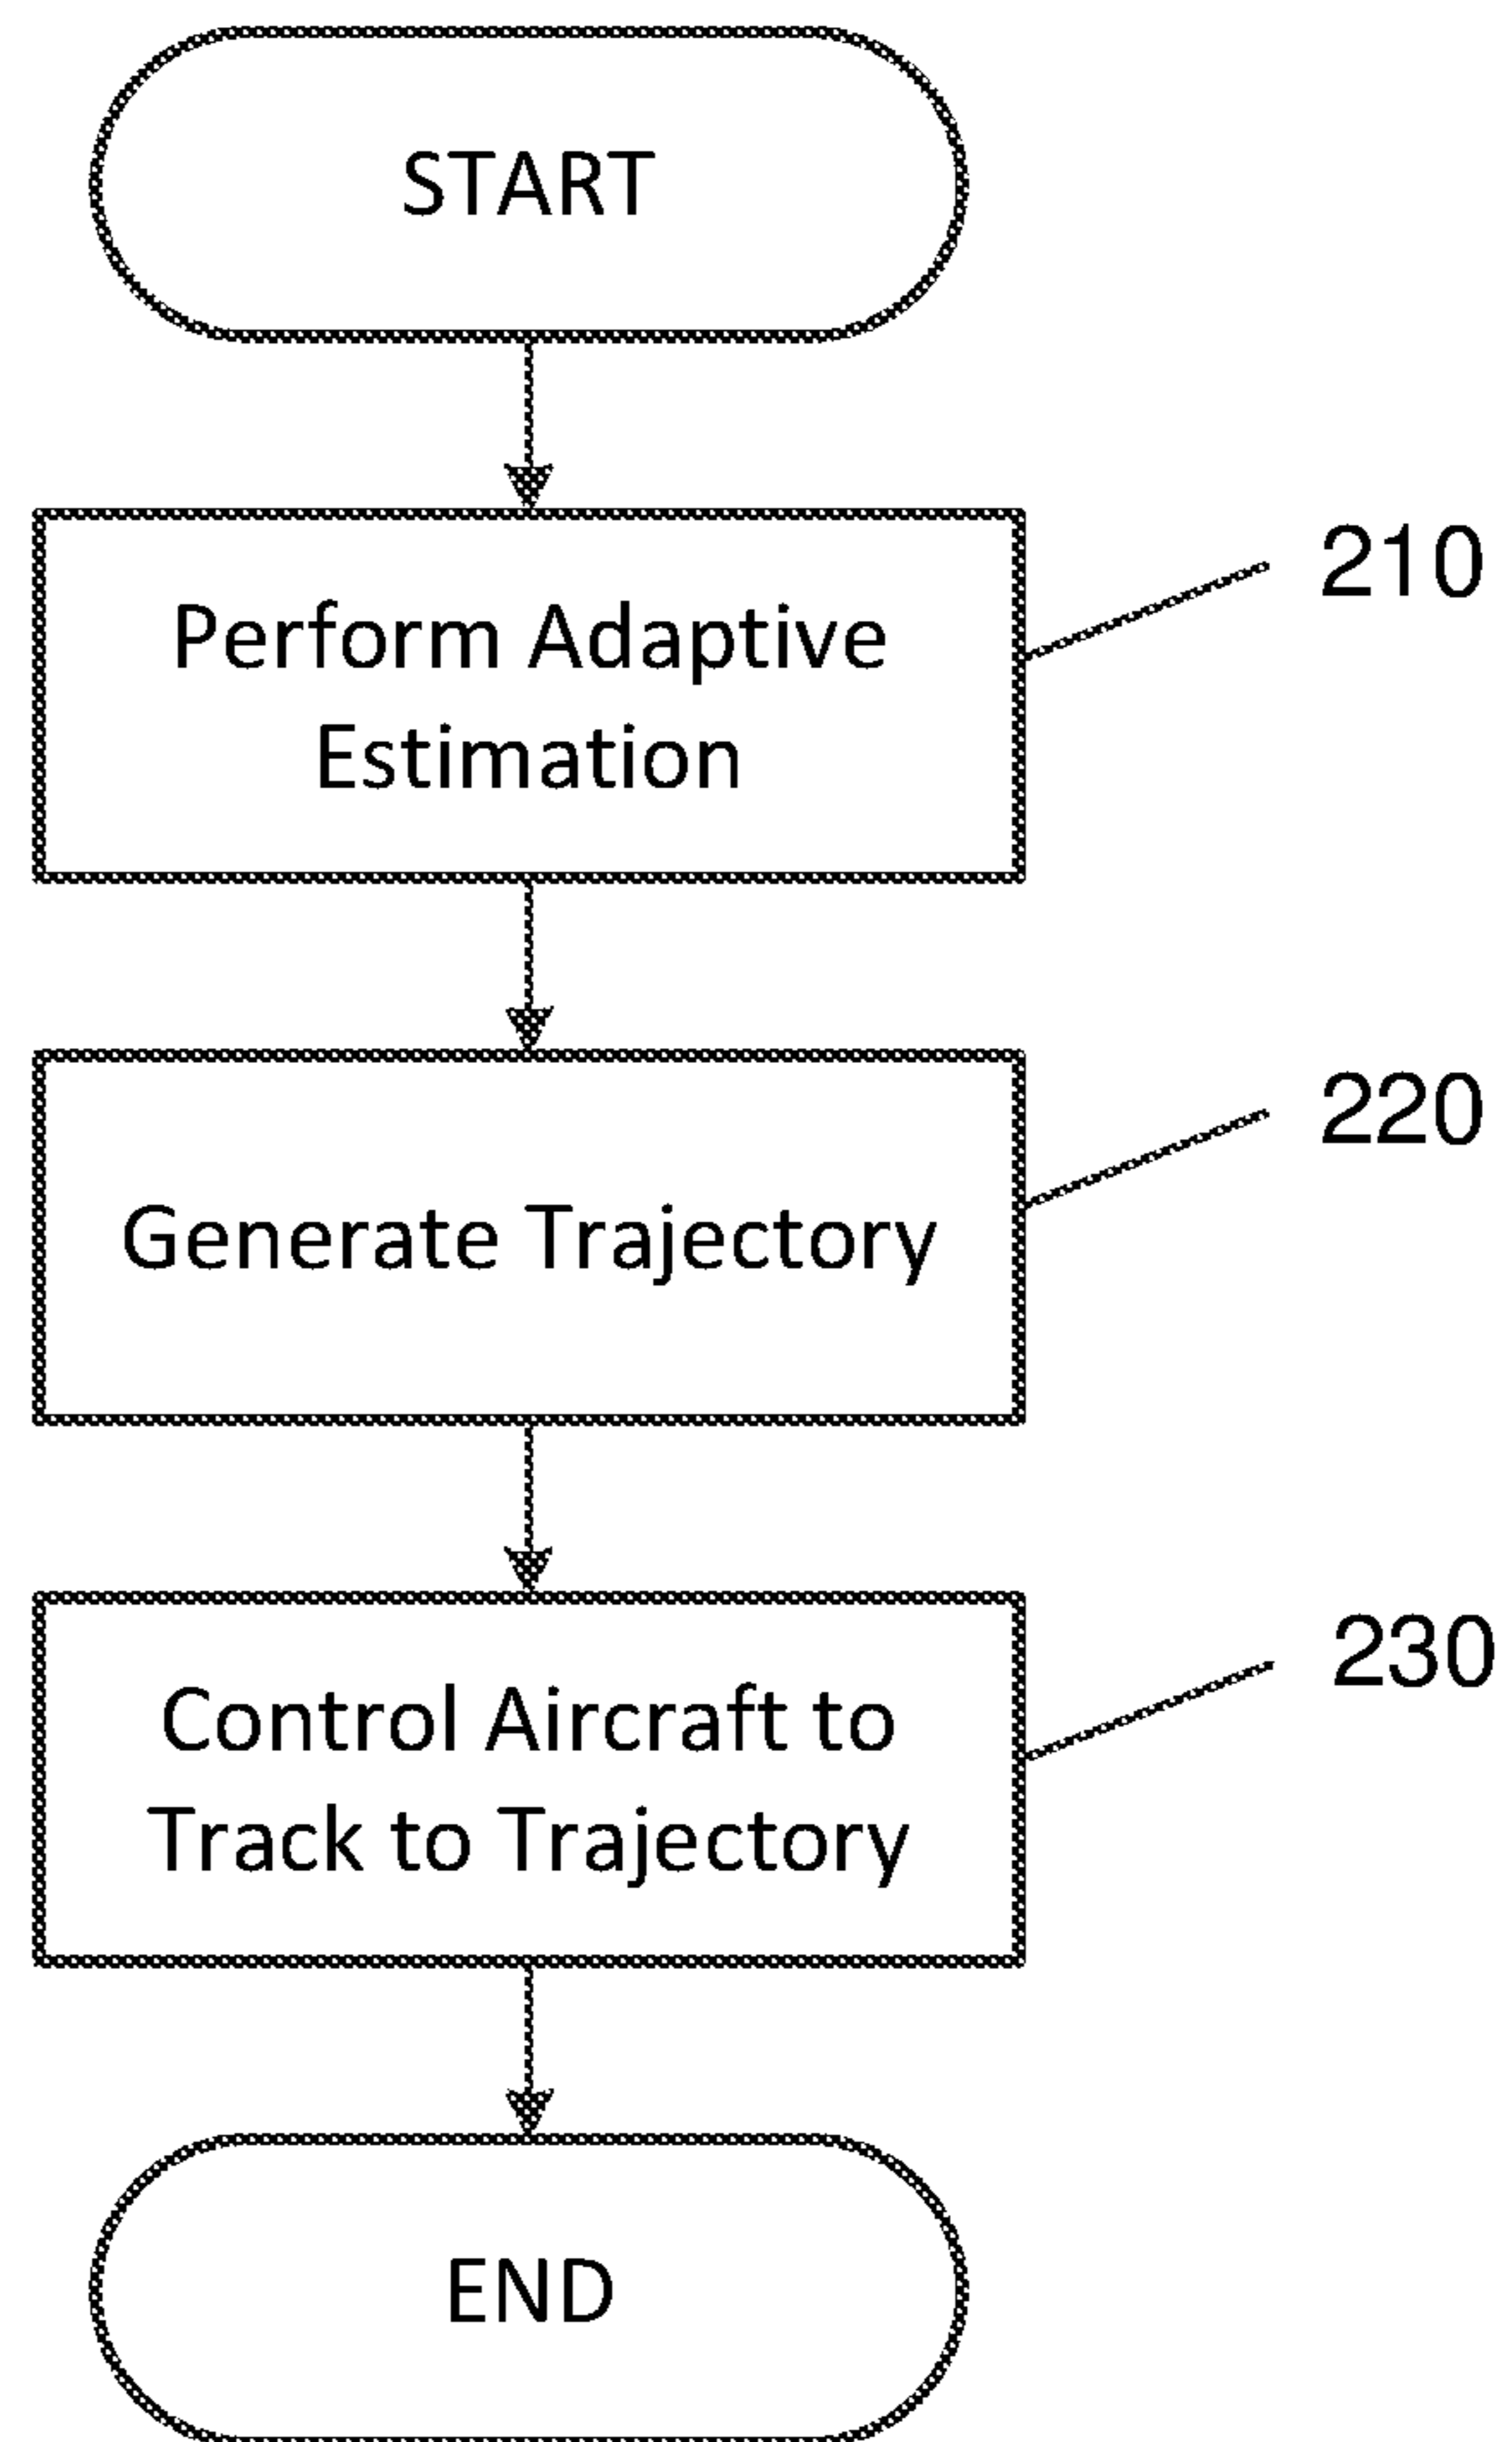 START
Perform Adaptive
Estimation
210
Generate Trajectory
220
Control Aircraft to
Track to Trajectory
230
END